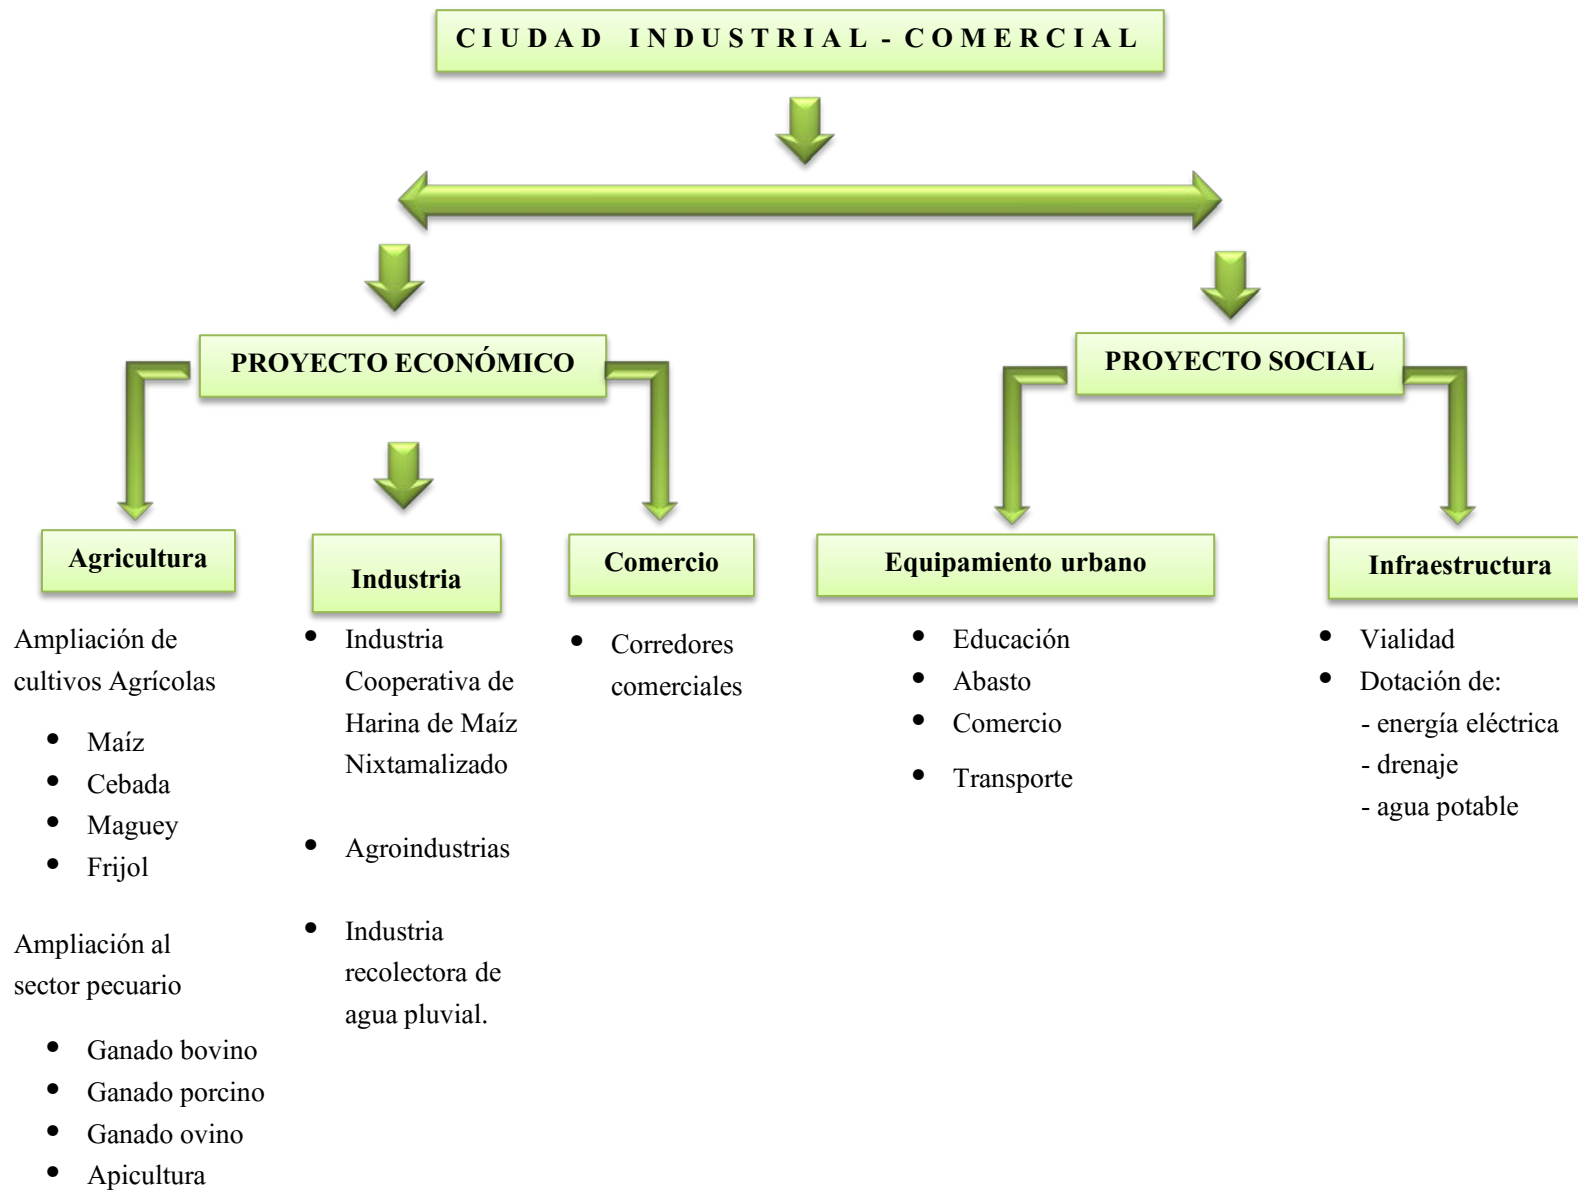 CIUDAD INDUSTRIAL - COMERCIAL
PROYECTO ECONÓMICO
PROYECTO SOCIAL
Agricultura
Ampliación de
cultivos Agrícolas
• Maíz
• Cebada
• Maguey
• Frijol
Ampliación al
sector pecuario
• Ganado bovino
• Ganado porcino
• Ganado ovino
• Apicultura
Industria
• Industria
Cooperativa de
Harina de Maíz
Nixtamalizado
• Agroindustrias
• Industria
recolectora de
agua pluvial.
Comercio
• Corredores
comerciales
Equipamiento urbano
• Educación
• Abasto
• Comercio
• Transporte
Infraestructura
• Vialidad
• Dotación de:
- energía eléctrica
- drenaje
- agua potable